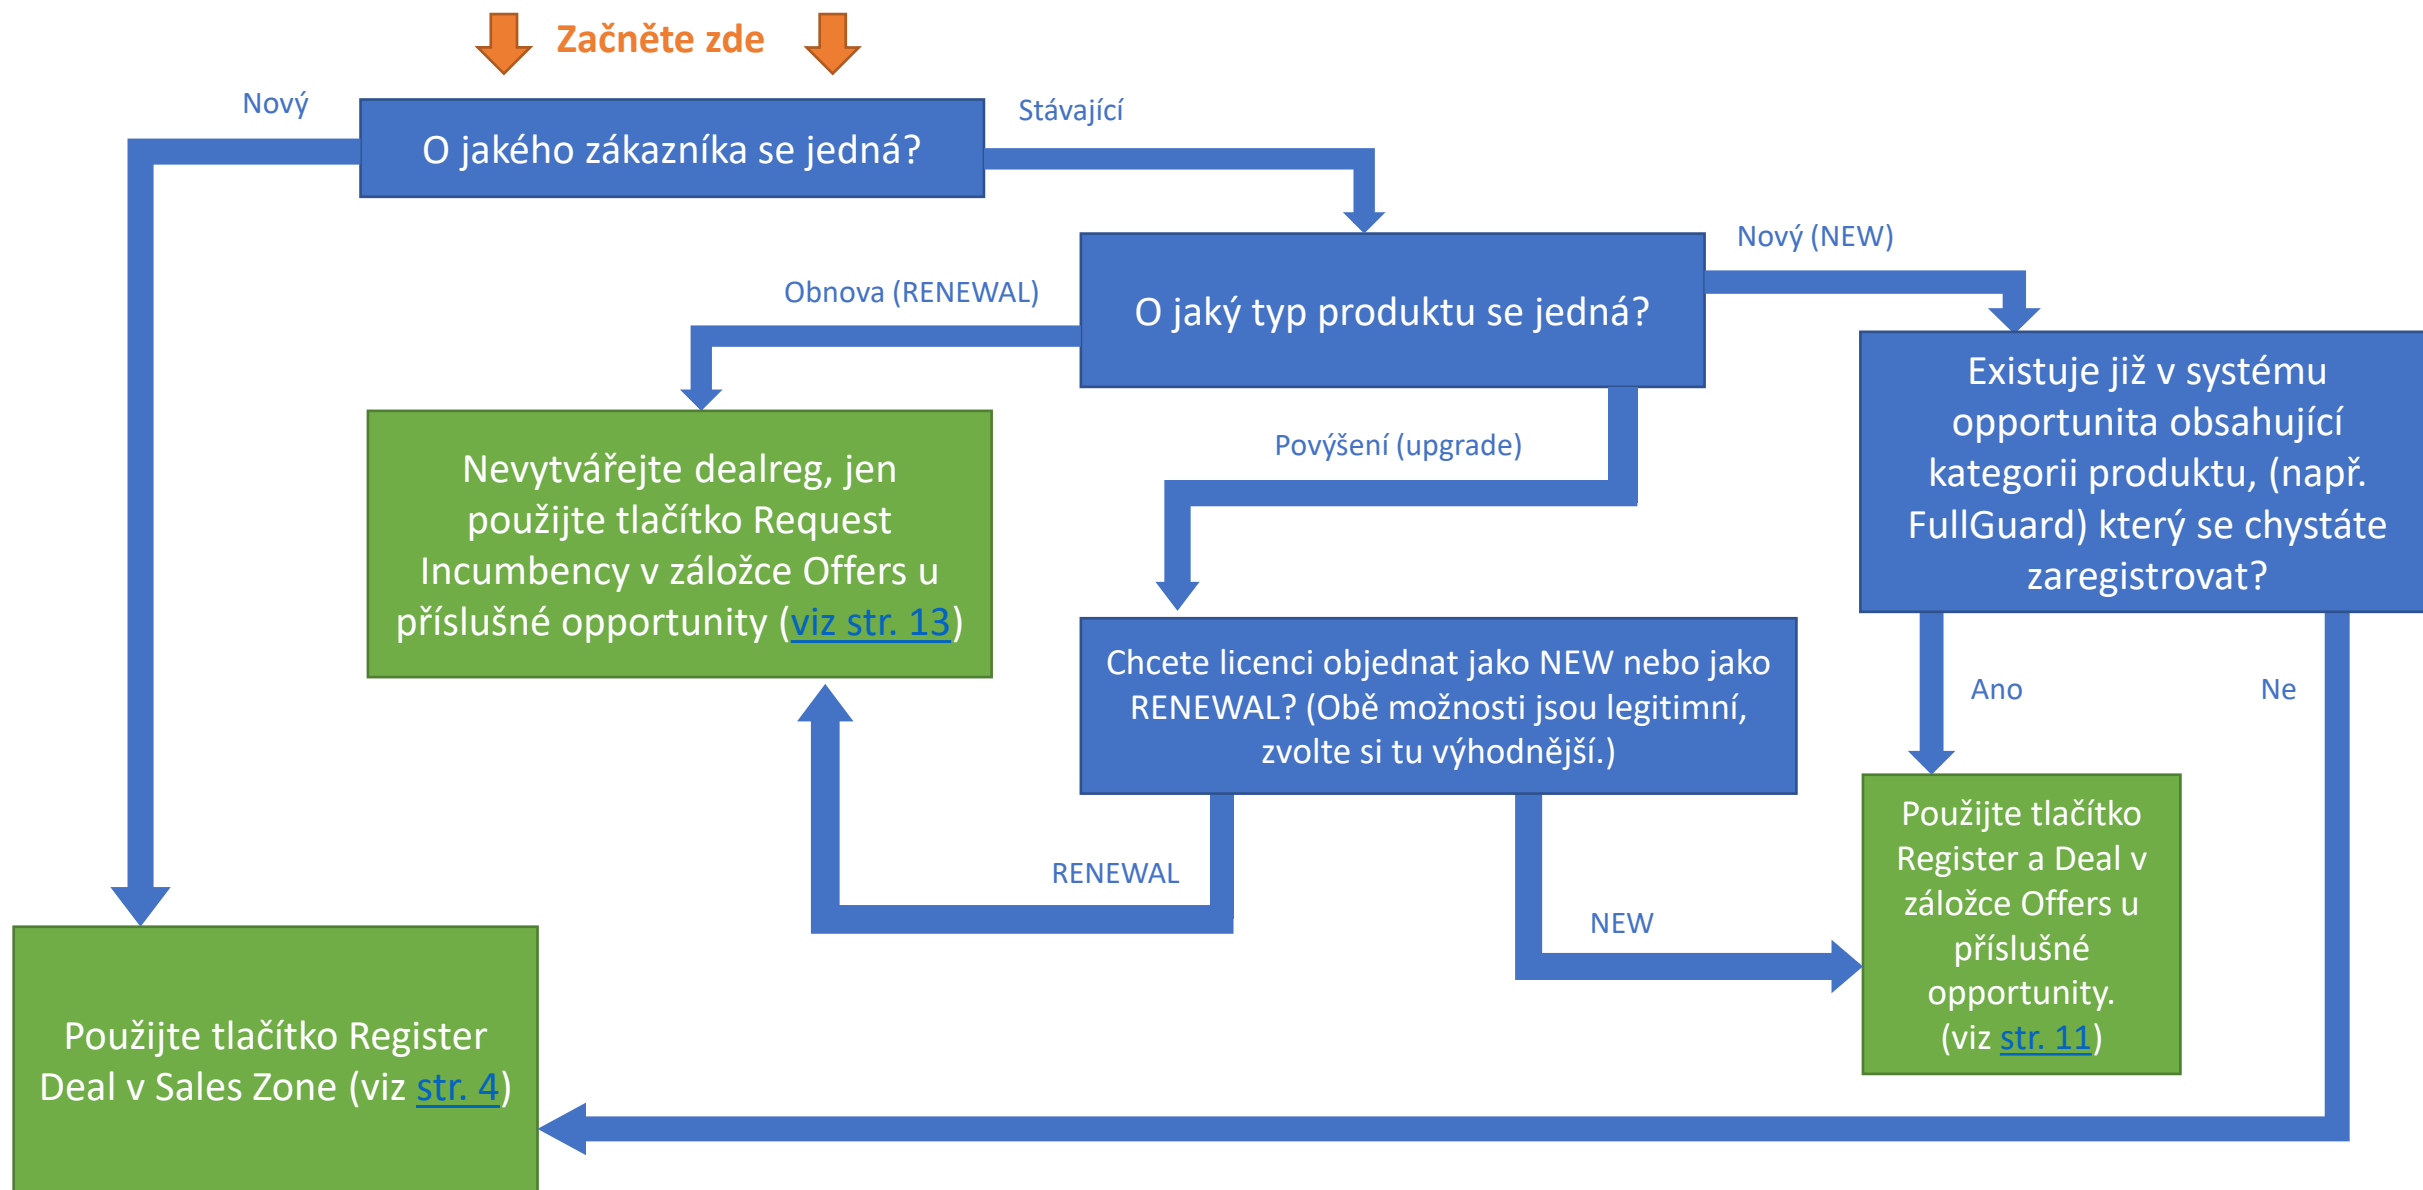 Začněte zde
Nový
Stávající
O jakého zákazníka se jedná?
Nový (NEW)
Obnova (RENEWAL)
O jaký typ produktu se jedná?
Existuje již v systému
opportunita obsahující
kategorii produktu, (např.
FullGuard) který se chystáte
zaregistrovat?
Povýšení (upgrade)
Nevytvářejte dealreg, jen
použijte tlačítko Request
Incumbency v záložce Offers u
příslušné opportunity (viz str. 13)
Chcete licenci objednat jako NEW nebo jako
RENEWAL? (Obě možnosti jsou legitimní,
zvolte si tu výhodnější.)
Ano
Ne
RENEWAL
NEW
Použijte tlačítko
Register a Deal v
záložce Offers u
příslušné
opportunity.
(viz str. 11)
Použijte tlačítko Register
Deal v Sales Zone (viz str. 4)